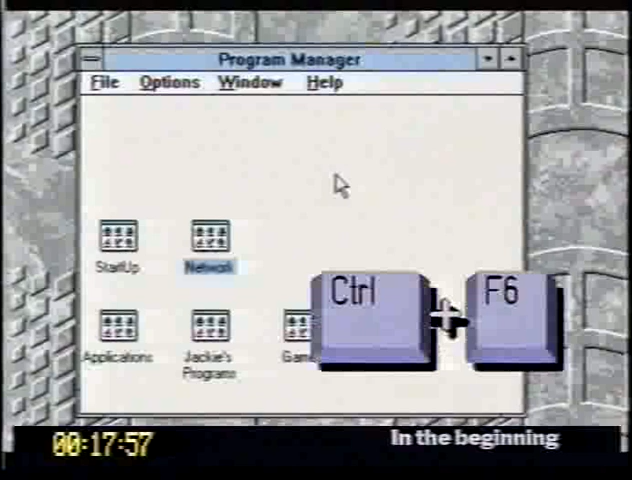 Program Manager
File Options Window Help
StartUp Network
Ctrl + F6
Applications Jackie's Programs
00:17:57 In the beginning